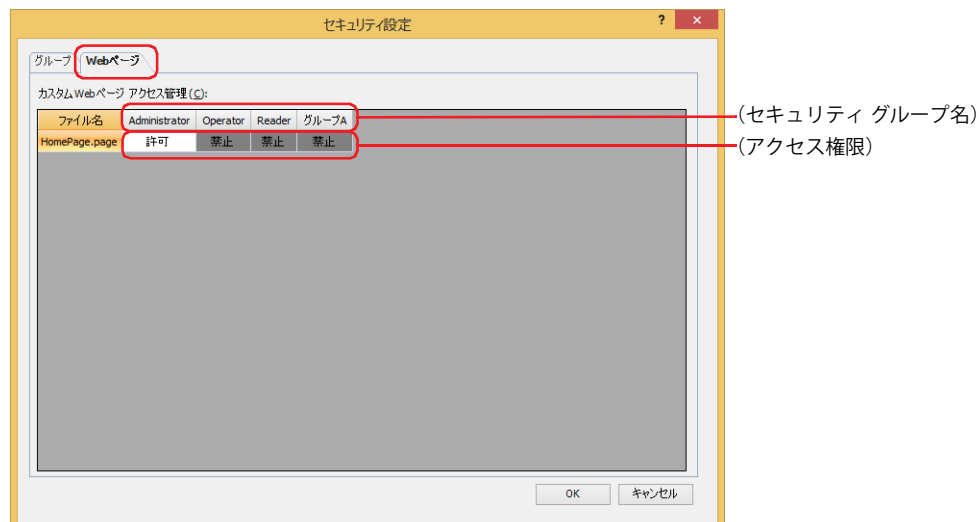 セキュリティ設定
? ×
グループ Webページ
カスタムWebページ アクセス管理(C):
ファイル名 Administrator Operator Reader グループA
HomePage.page 許可 禁止 禁止 禁止
(セキュリティ グループ名)
(アクセス権限)
OK キャンセル